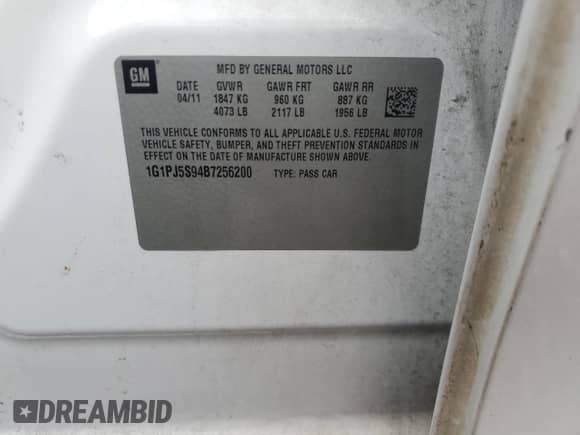 GM
MFD BY GENERAL MOTORS LLC
DATE GVWR GAWR FRT GAWR RR
04/11 1847 KG 960 KG 887 KG
4073 LB 2117 LB 1956 LB
THIS VEHICLE CONFORMS TO ALL APPLICABLE U.S. FEDERAL MOTOR
VEHICLE SAFETY, BUMPER, AND THEFT PREVENTION STANDARDS
IN EFFECT ON THE DATE OF MANUFACTURE SHOWN ABOVE.
1G1PJ5S94B7256200 TYPE: PASS CAR
DREAMBID